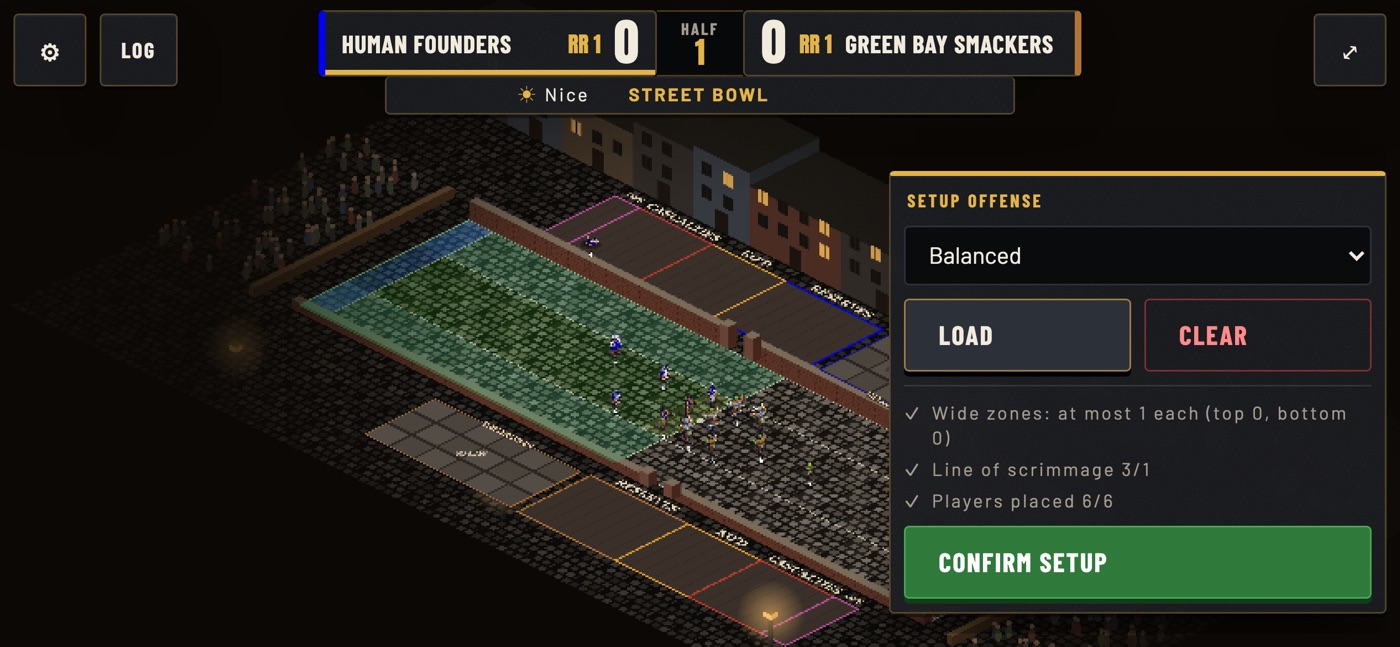 LOG
HUMAN FOUNDERS RR 1 0
HALF
1
0 RR 1 GREEN BAY SMACKERS
Nice STREET BOWL
SETUP OFFENSE
Balanced
LOAD
CLEAR
Wide zones: at most 1 each (top 0, bottom
0)
Line of scrimmage 3/1
Players placed 6/6
CONFIRM SETUP